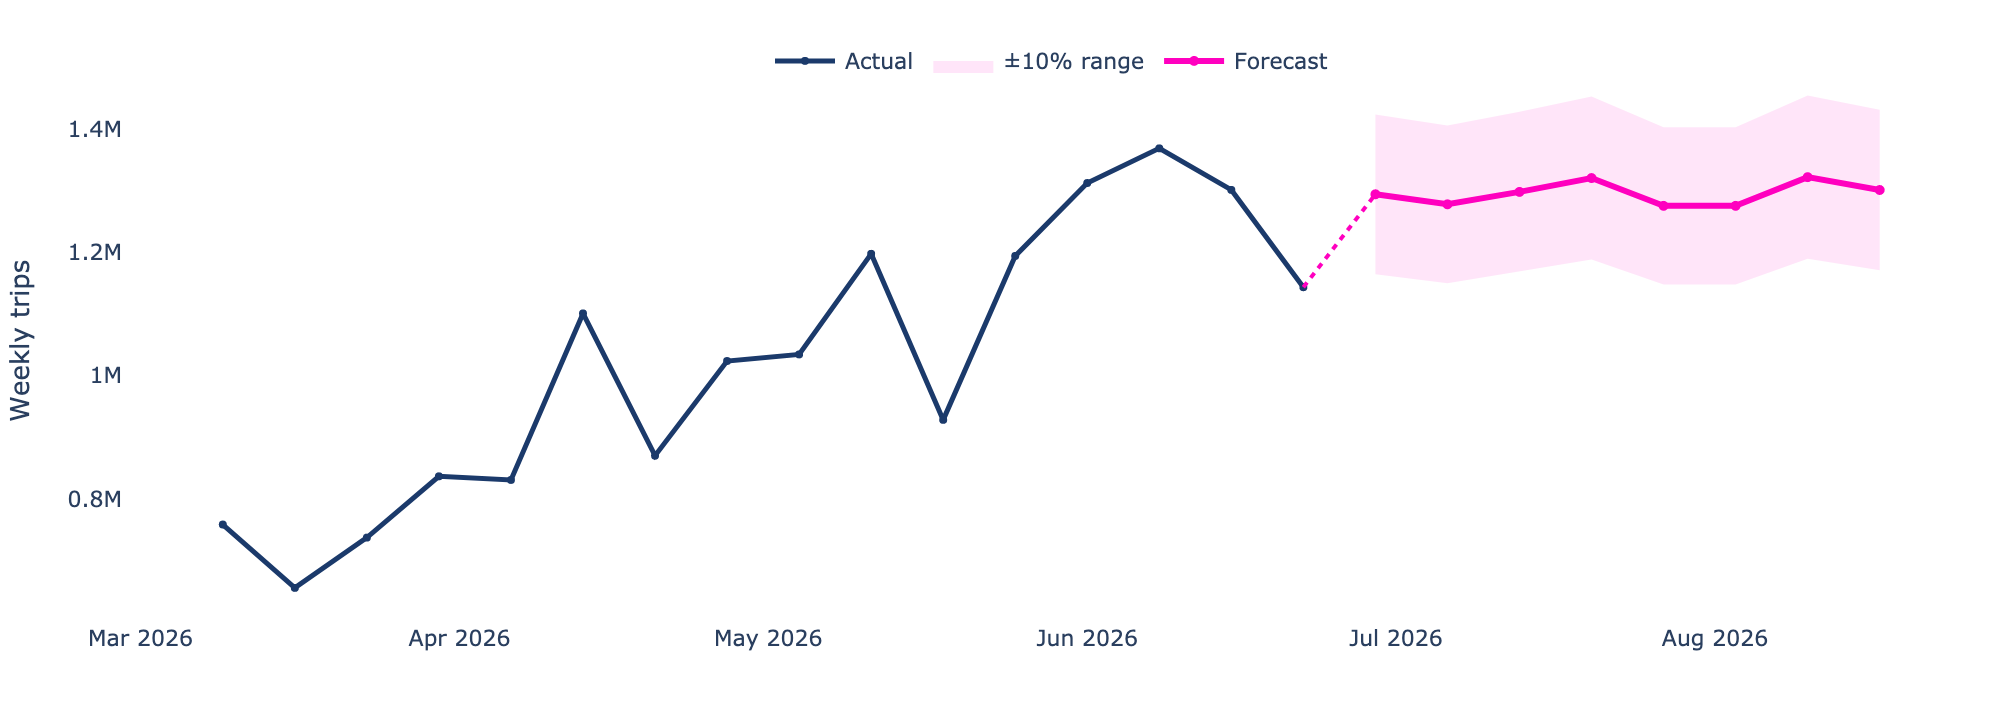 Actual ±10% range Forecast
1.4M
1.2M
1M
0.8M
Weekly trips
Mar 2026 Apr 2026 May 2026 Jun 2026 Jul 2026 Aug 2026